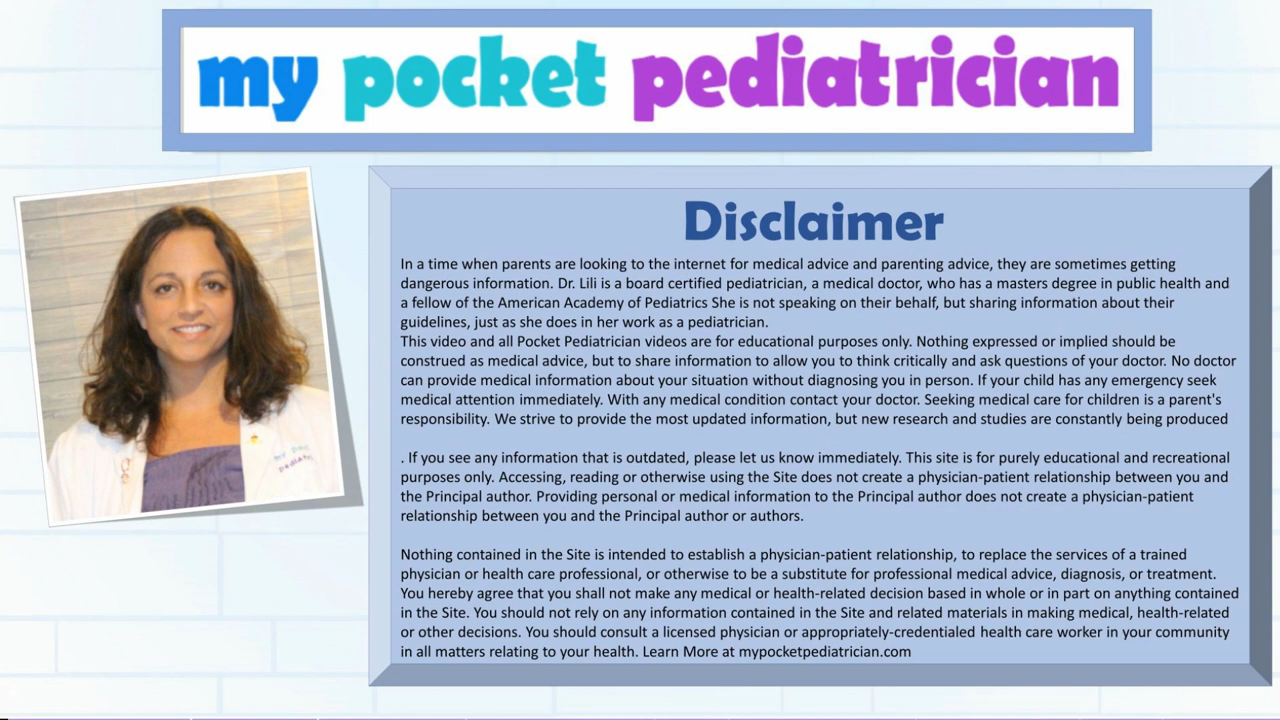 my pocket pediatrician
Disclaimer
In a time when parents are looking to the internet for medical advice and parenting advice, they are sometimes getting
dangerous information. Dr. Lili is a board certified pediatrician, a medical doctor, who has a masters degree in public health and
a fellow of the American Academy of Pediatrics She is not speaking on their behalf, but sharing information about their
guidelines, just as she does in her work as a pediatrician.
This video and all Pocket Pediatrician videos are for educational purposes only. Nothing expressed or implied should be
construed as medical advice, but to share information to allow you to think critically and ask questions of your doctor. No doctor
can provide medical information about your situation without diagnosing you in person. If your child has any emergency seek
medical attention immediately. With any medical condition contact your doctor. Seeking medical care for children is a parent's
responsibility. We strive to provide the most updated information, but new research and studies are constantly being produced
. If you see any information that is outdated, please let us know immediately. This site is for purely educational and recreational
purposes only. Accessing, reading or otherwise using the Site does not create a physician-patient relationship between you and
the Principal author. Providing personal or medical information to the Principal author does not create a physician-patient
relationship between you and the Principal author or authors.
Nothing contained in the Site is intended to establish a physician-patient relationship, to replace the services of a trained
physician or health care professional, or otherwise to be a substitute for professional medical advice, diagnosis, or treatment.
You hereby agree that you shall not make any medical or health-related decision based in whole or in part on anything contained
in the Site. You should not rely on any information contained in the Site and related materials in making medical, health-related
or other decisions. You should consult a licensed physician or appropriately-credentialed health care worker in your community
in all matters relating to your health. Learn More at mypocketpediatrician.com